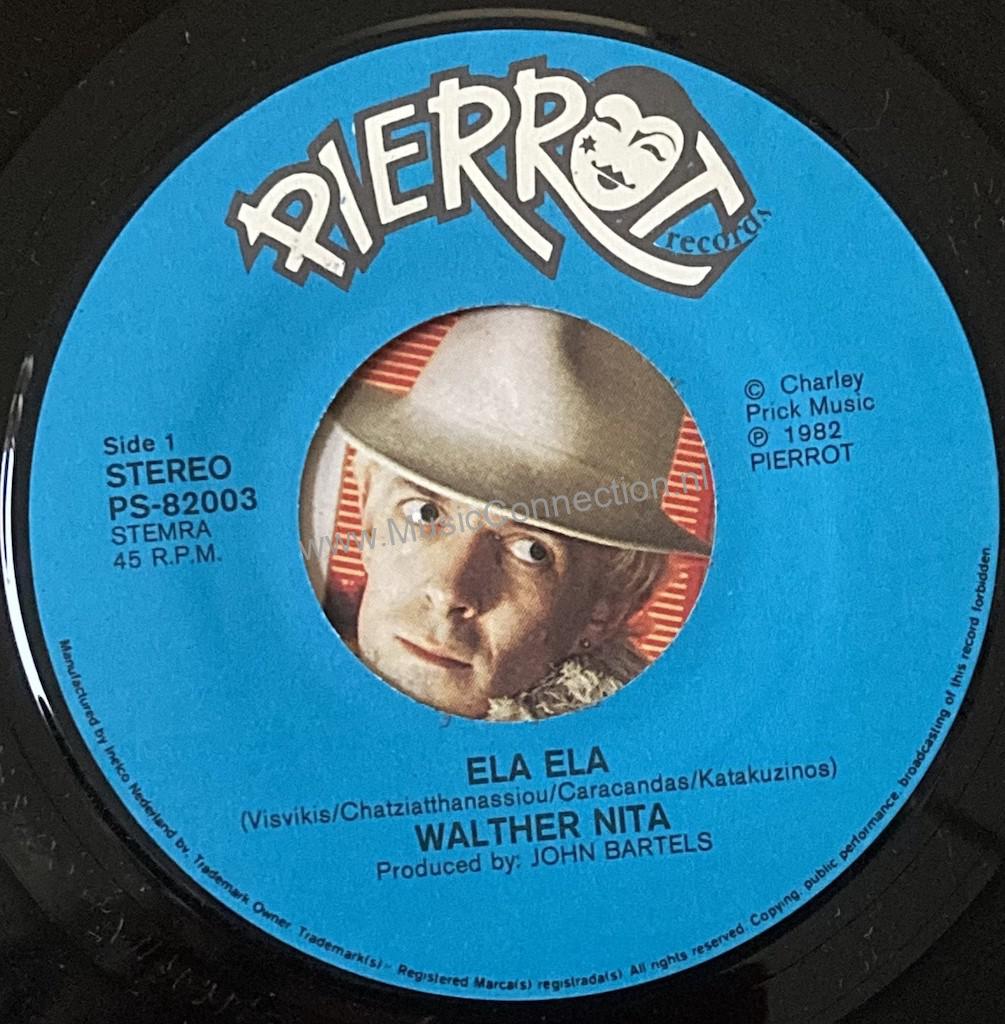 PIERROT
records
© Charley
Prick Music
℗ 1982
PIERROT
Side 1
STEREO
PS-82003
STEMRA
45 R.P.M.
www.MusicConnection.nl
ELA ELA
(Visvikis/Chatziatthanassiou/Caracandas/Katakuzinos)
WALTHER NITA
Produced by: JOHN BARTELS
Manufactured by Inelco Nederland bv. Trademark Owner. Trademark(s) - Registered Marca(s) registrada(s). All rights reserved. Copying, public performance, broadcasting of this record forbidden.